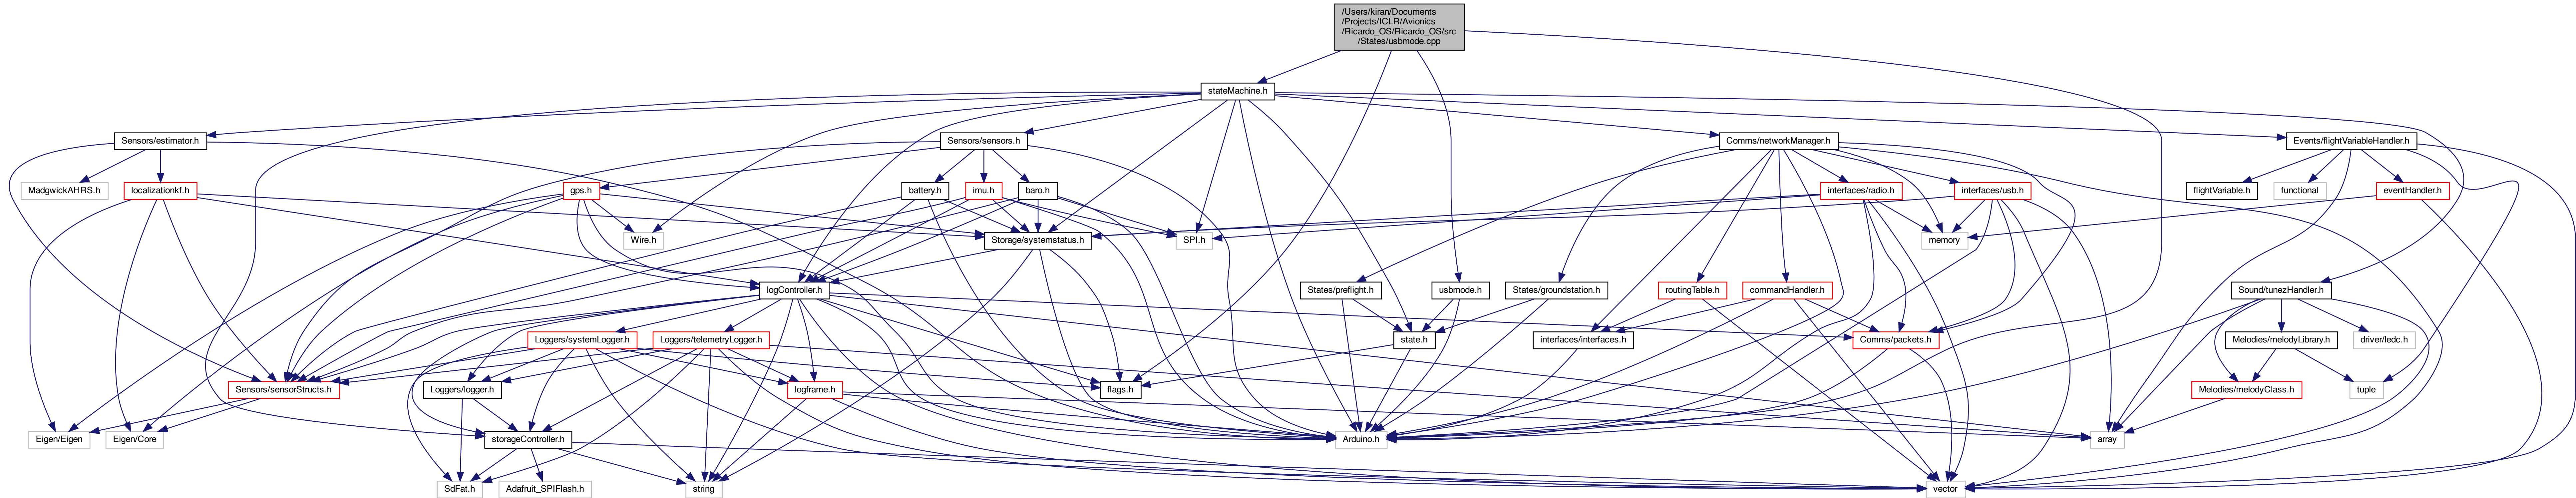 /Users/kiran/Documents
/Projects/ICLR/Avionics
/Ricardo_OS/Ricardo_OS/src
/States/usbmode.cpp
stateMachine.h
Sensors/estimator.h
Sensors/sensors.h
Comms/networkManager.h
Events/flightVariableHandler.h
MadgwickAHRS.h
localizationkf.h
gps.h
battery.h
imu.h
baro.h
interfaces/radio.h
interfaces/usb.h
flightVariable.h
functional
eventHandler.h
Wire.h
Storage/systemstatus.h
SPI.h
memory
logController.h
States/preflight.h
usbmode.h
States/groundstation.h
routingTable.h
commandHandler.h
Sound/tunezHandler.h
Loggers/systemLogger.h
Loggers/telemetryLogger.h
state.h
interfaces/interfaces.h
Comms/packets.h
Melodies/melodyLibrary.h
driver/ledc.h
Sensors/sensorStructs.h
Loggers/logger.h
logframe.h
flags.h
Melodies/melodyClass.h
tuple
Eigen/Eigen
Eigen/Core
storageController.h
Arduino.h
array
SdFat.h
Adafruit_SPIFlash.h
string
vector